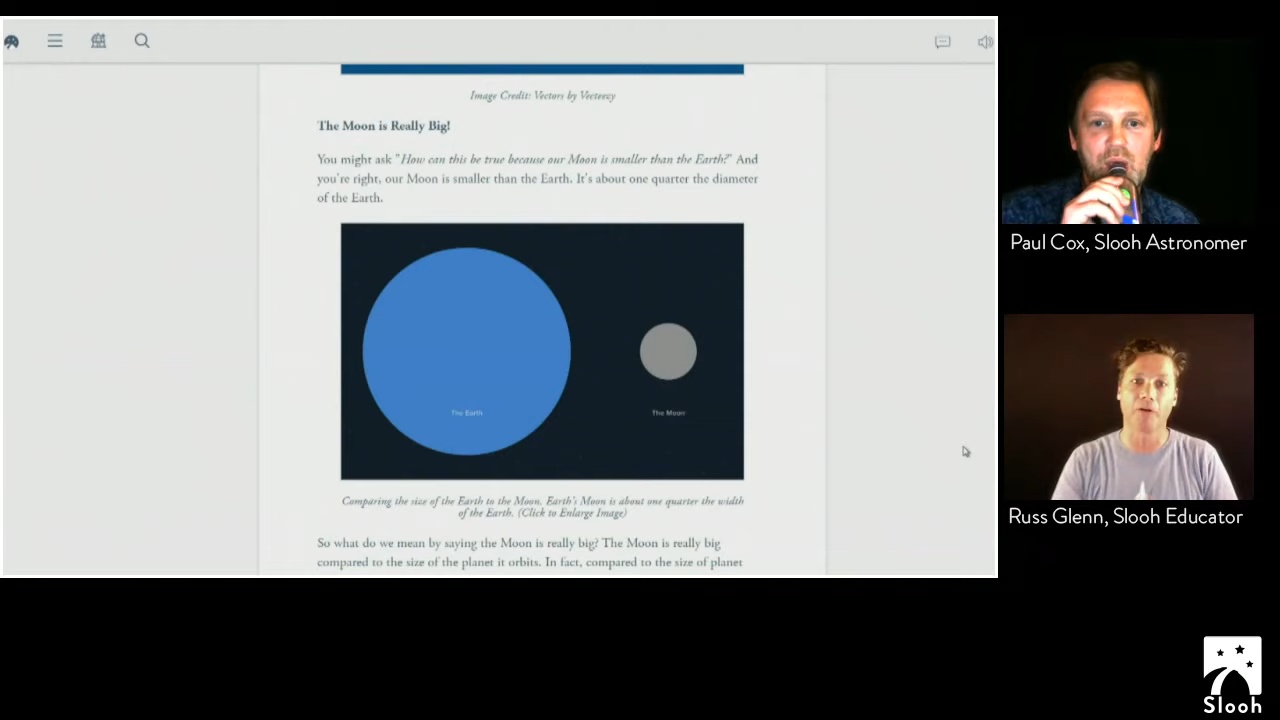 Image Credit: Vectors by Vecteezy
The Moon is Really Big!
You might ask "How can this be true because our Moon is smaller than the Earth?" And
you're right, our Moon is smaller than the Earth. It's about one quarter the diameter
of the Earth.
The Earth
The Moon
Comparing the size of the Earth to the Moon. Earth's Moon is about one quarter the width
of the Earth. (Click to Enlarge Image)
So what do we mean by saying the Moon is really big? The Moon is really big
compared to the size of the planet it orbits. In fact, compared to the size of planet
Paul Cox, Slooh Astronomer
Russ Glenn, Slooh Educator
Slooh